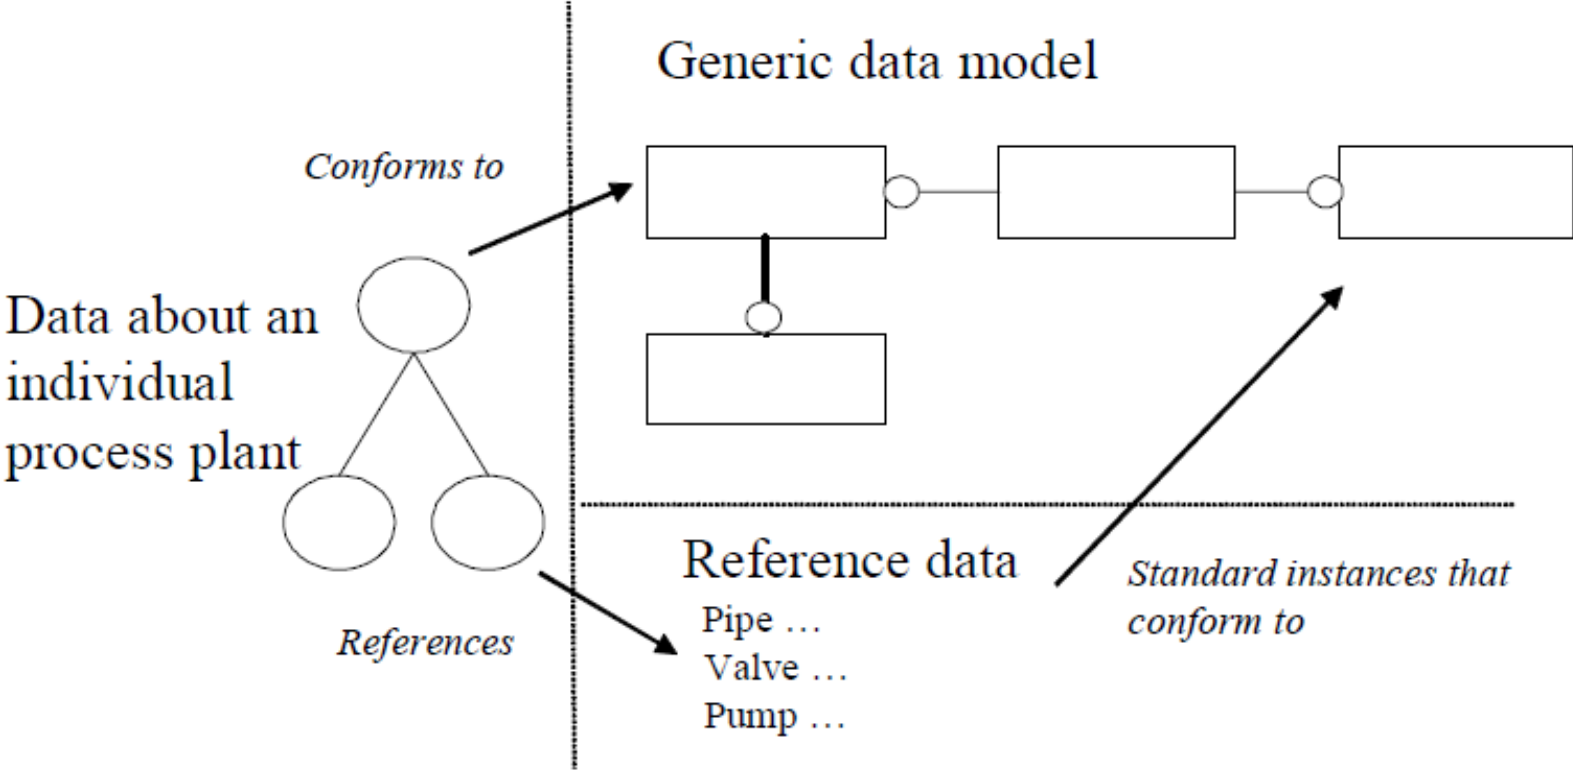 Generic data model
Conforms to
Data about an
individual
process plant
References
Reference data
Pipe …
Valve …
Pump …
Standard instances that
conform to